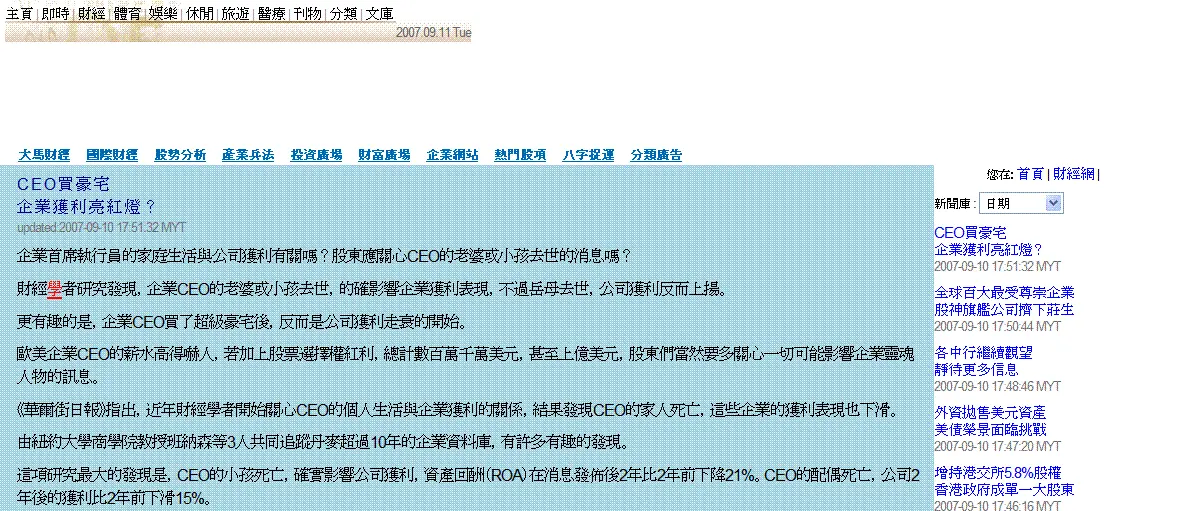 主頁 | 即時 | 財經 | 體育 | 娛樂 | 休閒 | 旅遊 | 醫療 | 刊物 | 分類 | 文庫
2007.09.11 Tue
大馬財經 國際財經 股勢分析 產業兵法 投資廣場 財富廣場 企業網站 熱門股項 八字捉運 分類廣告
CEO買豪宅
企業獲利亮紅燈？
updated:2007-09-10 17:51:32 MYT
企業首席執行員的家庭生活與公司獲利有關嗎？股東應關心CEO的老婆或小孩去世的消息嗎？
財經學者研究發現，企業CEO的老婆或小孩去世，的確影響企業獲利表現，不過岳母去世，公司獲利反而上揚。
更有趣的是，企業CEO買了超級豪宅後，反而是公司獲利走衰的開始。
歐美企業CEO的薪水高得嚇人，若加上股票選擇權紅利，總計數百萬千萬美元，甚至上億美元，股東們當然要多關心一切可能影響企業靈魂
人物的訊息。
《華爾街日報》指出，近年財經學者開始關心CEO的個人生活與企業獲利的關係，結果發現CEO的家人死亡，這些企業的獲利表現也下滑。
由紐約大學商學院教授班納森等3人共同追蹤丹麥超過10年的企業資料庫，有許多有趣的發現。
這項研究最大的發現是，CEO的小孩死亡，確實影響公司獲利，資產回酬（ROA）在消息發佈後2年比2年前下降21%。CEO的配偶死亡，公司2
年後的獲利比2年前下滑15%。
您在: 首頁 | 財經網 |
新聞庫 : 日期
CEO買豪宅
企業獲利亮紅燈？
2007-09-10 17:51:32 MYT
全球百大最受尊崇企業
股神旗艦公司擠下莊生
2007-09-10 17:50:44 MYT
各中行繼續觀望
靜待更多信息
2007-09-10 17:48:46 MYT
外資拋售美元資產
美債榮景面臨挑戰
2007-09-10 17:47:20 MYT
增持港交所5.8%股權
香港政府成單一大股東
2007-09-10 17:46:16 MYT